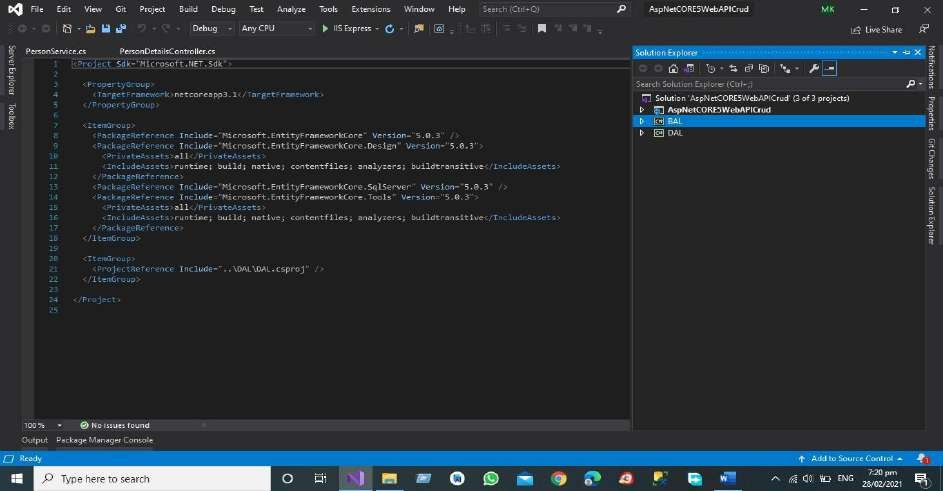 File Edit View Git Project Build Debug Test Analyze Tools Extensions Window Help Search (Ctrl+Q) AspNetCORE5WebAPICrud MK
Debug Any CPU IIS Express Live Share
PersonService.cs PersonDetailsController.cs
Server Explorer
Toolbox
1 <Project Sdk="Microsoft.NET.Sdk">
2
3 <PropertyGroup>
4 <TargetFramework>netcoreapp3.1</TargetFramework>
5 </PropertyGroup>
6
7 <ItemGroup>
8 <PackageReference Include="Microsoft.EntityFrameworkCore" Version="5.0.3" />
9 <PackageReference Include="Microsoft.EntityFrameworkCore.Design" Version="5.0.3">
10 <PrivateAssets>all</PrivateAssets>
11 <IncludeAssets>runtime; build; native; contentfiles; analyzers; buildtransitive</IncludeAssets>
12 </PackageReference>
13 <PackageReference Include="Microsoft.EntityFrameworkCore.SqlServer" Version="5.0.3" />
14 <PackageReference Include="Microsoft.EntityFrameworkCore.Tools" Version="5.0.3">
15 <PrivateAssets>all</PrivateAssets>
16 <IncludeAssets>runtime; build; native; contentfiles; analyzers; buildtransitive</IncludeAssets>
17 </PackageReference>
18 </ItemGroup>
19
20 <ItemGroup>
21 <ProjectReference Include="..\DAL\DAL.csproj" />
22 </ItemGroup>
23
24 </Project>
25
Solution Explorer
Search Solution Explorer (Ctrl+;)
Solution 'AspNetCORE5WebAPICrud' (3 of 3 projects)
AspNetCORE5WebAPICrud
BAL
DAL
Notifications
Properties
Git Changes
Solution Explorer
100 % No issues found
Output Package Manager Console
Ready Add to Source Control
Type here to search
ENG
7:20 pm
28/02/2021